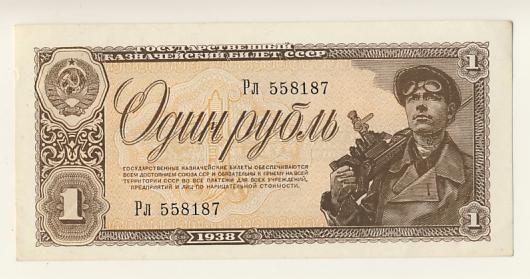 ГОСУДАРСТВЕННЫЙ
КАЗНАЧЕЙСКИЙ БИЛЕТ СССР
1
Рл 558187
Один рубль
ГОСУДАРСТВЕННЫЕ КАЗНАЧЕЙСКИЕ БИЛЕТЫ ОБЕСПЕЧИВАЮТСЯ
ВСЕМ ДОСТОЯНИЕМ СОЮЗА ССР И ОБЯЗАТЕЛЬНЫ К ПРИЕМУ НА ВСЕЙ
ТЕРРИТОРИИ СССР ВО ВСЕ ПЛАТЕЖИ ДЛЯ ВСЕХ УЧРЕЖДЕНИЙ,
ПРЕДПРИЯТИЙ И ЛИЦ ПО НАРИЦАТЕЛЬНОЙ СТОИМОСТИ.
1
Рл 558187
1
1938